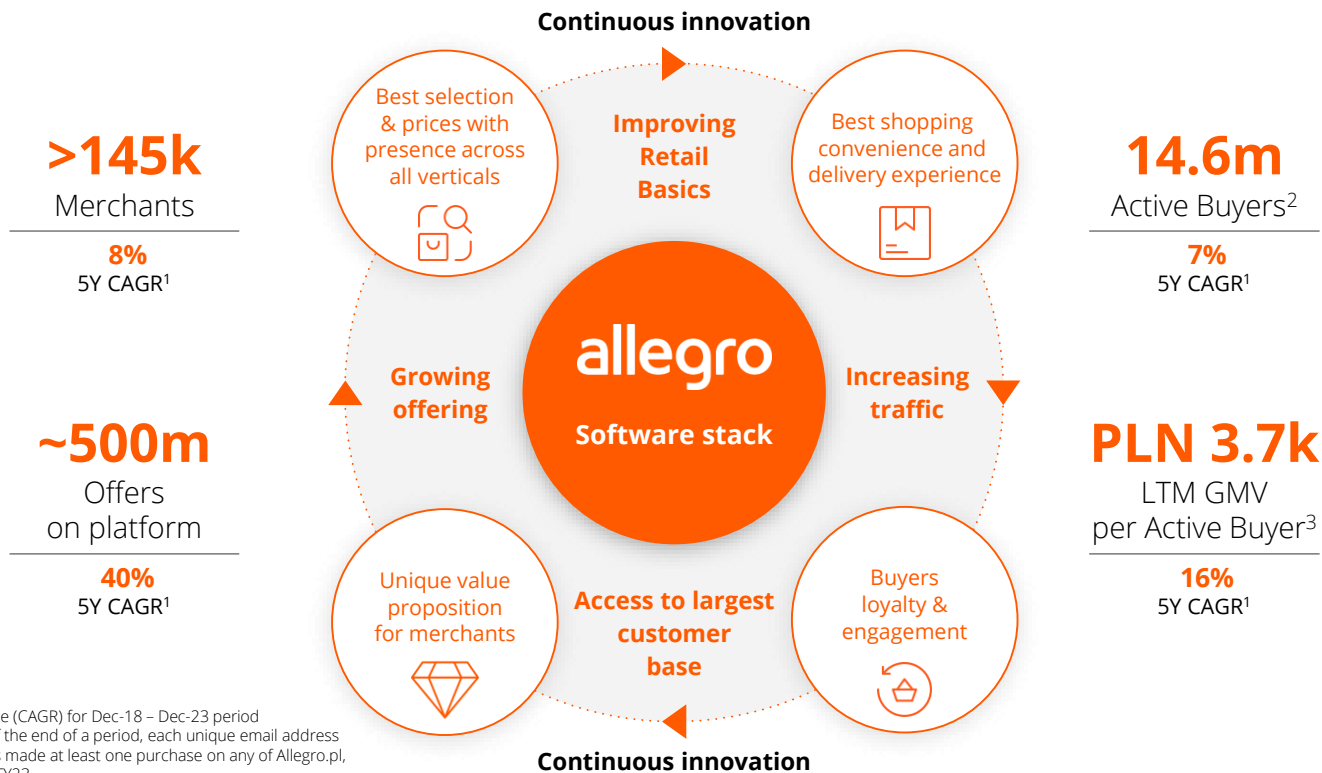 Continuous innovation
>145k
Merchants
8%
5Y CAGR¹
~500m
Offers
on platform
40%
5Y CAGR¹
Best selection
& prices with
presence across
all verticals
Improving
Retail
Basics
Best shopping
convenience and
delivery experience
Growing
offering
allegro
Software stack
Increasing
traffic
Unique value
proposition
for merchants
Access to largest
customer
base
Buyers
loyalty &
engagement
14.6m
Active Buyers²
7%
5Y CAGR¹
PLN 3.7k
LTM GMV
per Active Buyer³
16%
5Y CAGR¹
Continuous innovation
e (CAGR) for Dec-18 – Dec-23 period
the end of a period, each unique email address
made at least one purchase on any of Allegro.pl,